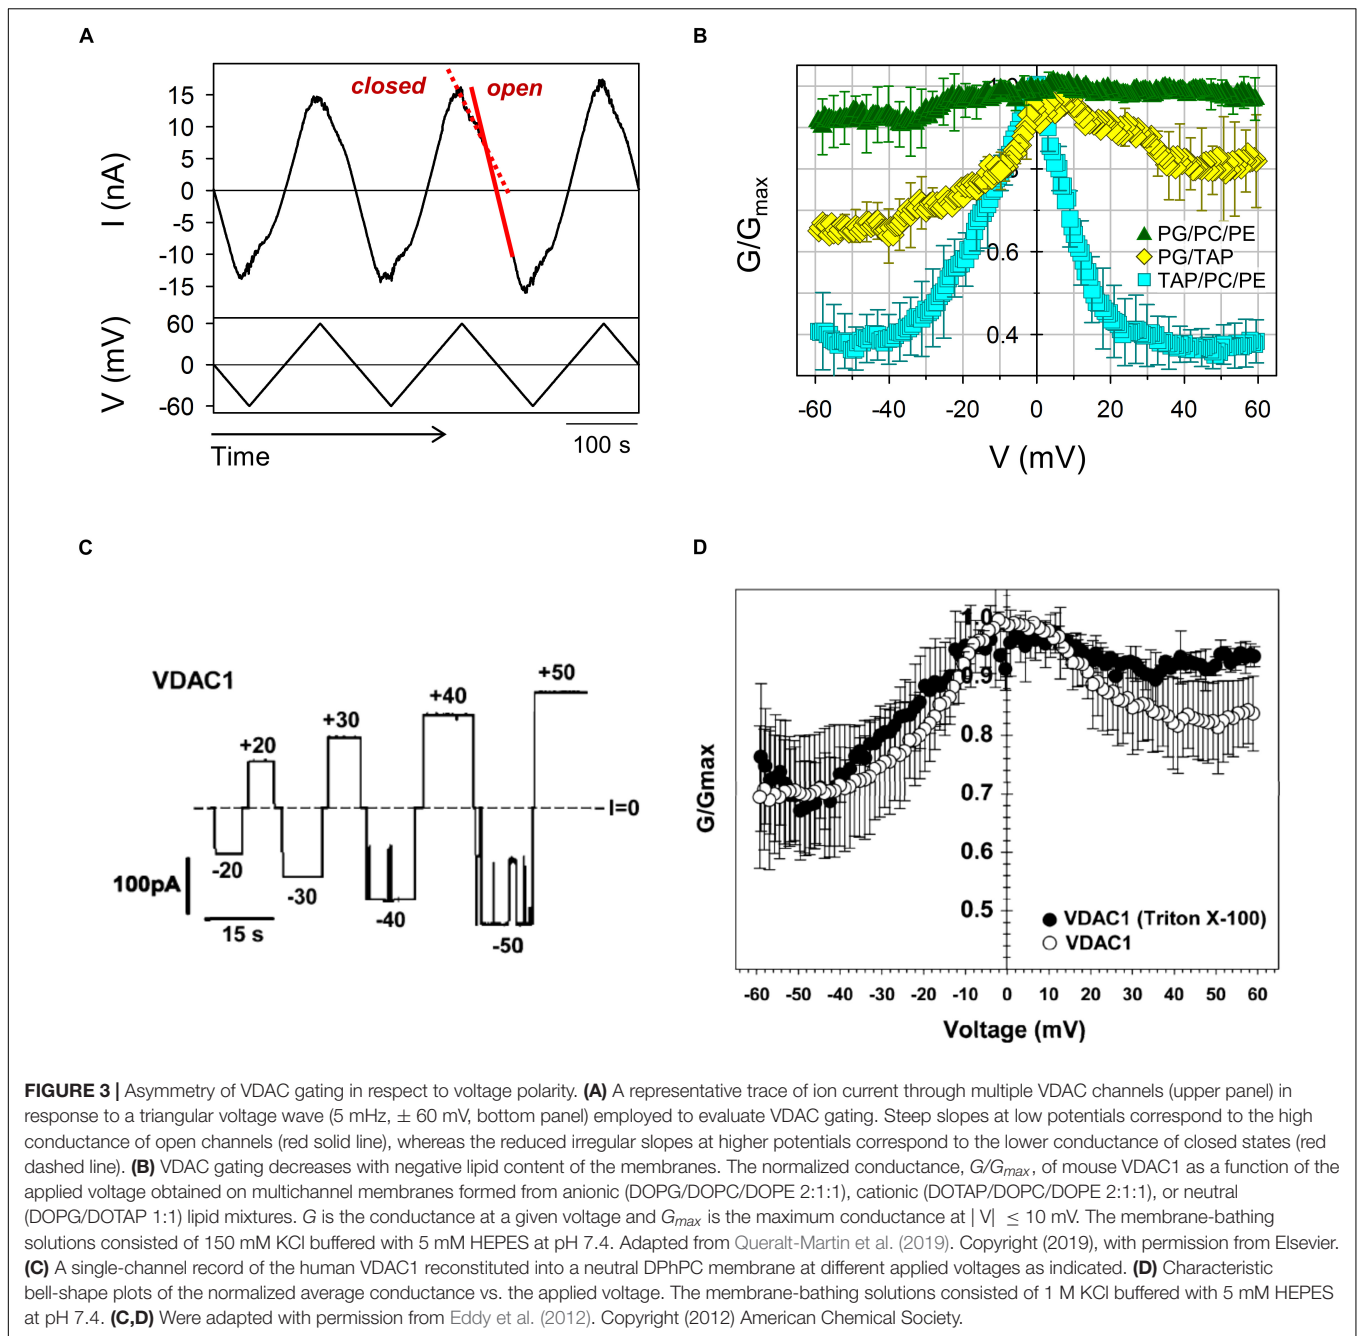 A
closed
open
I (nA)
15
10
5
0
-5
-10
-15
V (mV)
60
0
-60
Time
100 s
B
G/Gmax
1.0
0.6
0.4
PG/PC/PE
PG/TAP
TAP/PC/PE
-60 -40 -20 0 20 40 60
V (mV)
C
VDAC1
+20
+30
+40
+50
I=0
-20
-30
-40
-50
100pA
15 s
D
G/Gmax
1.0
0.9
0.8
0.7
0.6
0.5
VDAC1 (Triton X-100)
VDAC1
-60 -50 -40 -30 -20 -10 0 10 20 30 40 50 60
Voltage (mV)
FIGURE 3 | Asymmetry of VDAC gating in respect to voltage polarity. (A) A representative trace of ion current through multiple VDAC channels (upper panel) in
response to a triangular voltage wave (5 mHz, ± 60 mV, bottom panel) employed to evaluate VDAC gating. Steep slopes at low potentials correspond to the high
conductance of open channels (red solid line), whereas the reduced irregular slopes at higher potentials correspond to the lower conductance of closed states (red
dashed line). (B) VDAC gating decreases with negative lipid content of the membranes. The normalized conductance, G/Gmax, of mouse VDAC1 as a function of the
applied voltage obtained on multichannel membranes formed from anionic (DOPG/DOPC/DOPE 2:1:1), cationic (DOTAP/DOPC/DOPE 2:1:1), or neutral
(DOPG/DOTAP 1:1) lipid mixtures. G is the conductance at a given voltage and Gmax is the maximum conductance at | V| ≤ 10 mV. The membrane-bathing
solutions consisted of 150 mM KCl buffered with 5 mM HEPES at pH 7.4. Adapted from Queralt-Martin et al. (2019). Copyright (2019), with permission from Elsevier.
(C) A single-channel record of the human VDAC1 reconstituted into a neutral DPhPC membrane at different applied voltages as indicated. (D) Characteristic
bell-shape plots of the normalized average conductance vs. the applied voltage. The membrane-bathing solutions consisted of 1 M KCl buffered with 5 mM HEPES
at pH 7.4. (C,D) Were adapted with permission from Eddy et al. (2012). Copyright (2012) American Chemical Society.